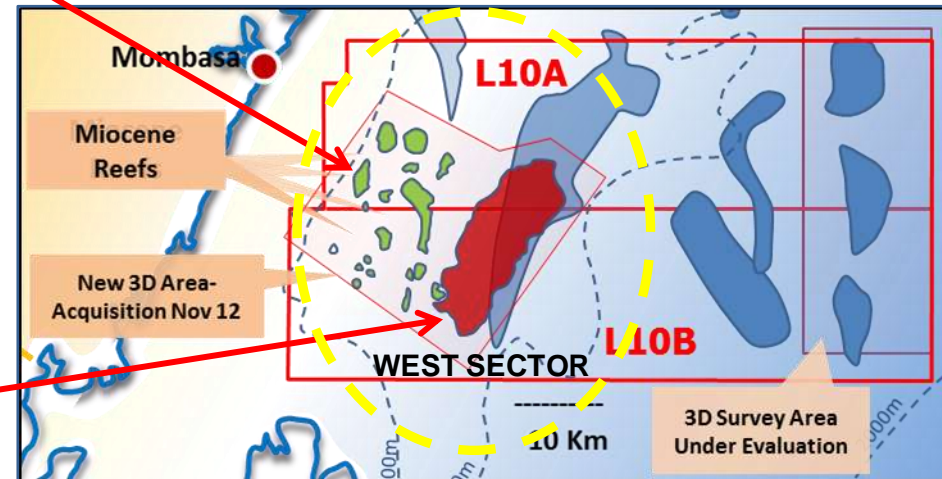 Mombasa
L10A
Miocene
Reefs
New 3D Area-
Acquisition Nov 12
L10B
WEST SECTOR
10 Km
3D Survey Area
Under Evaluation